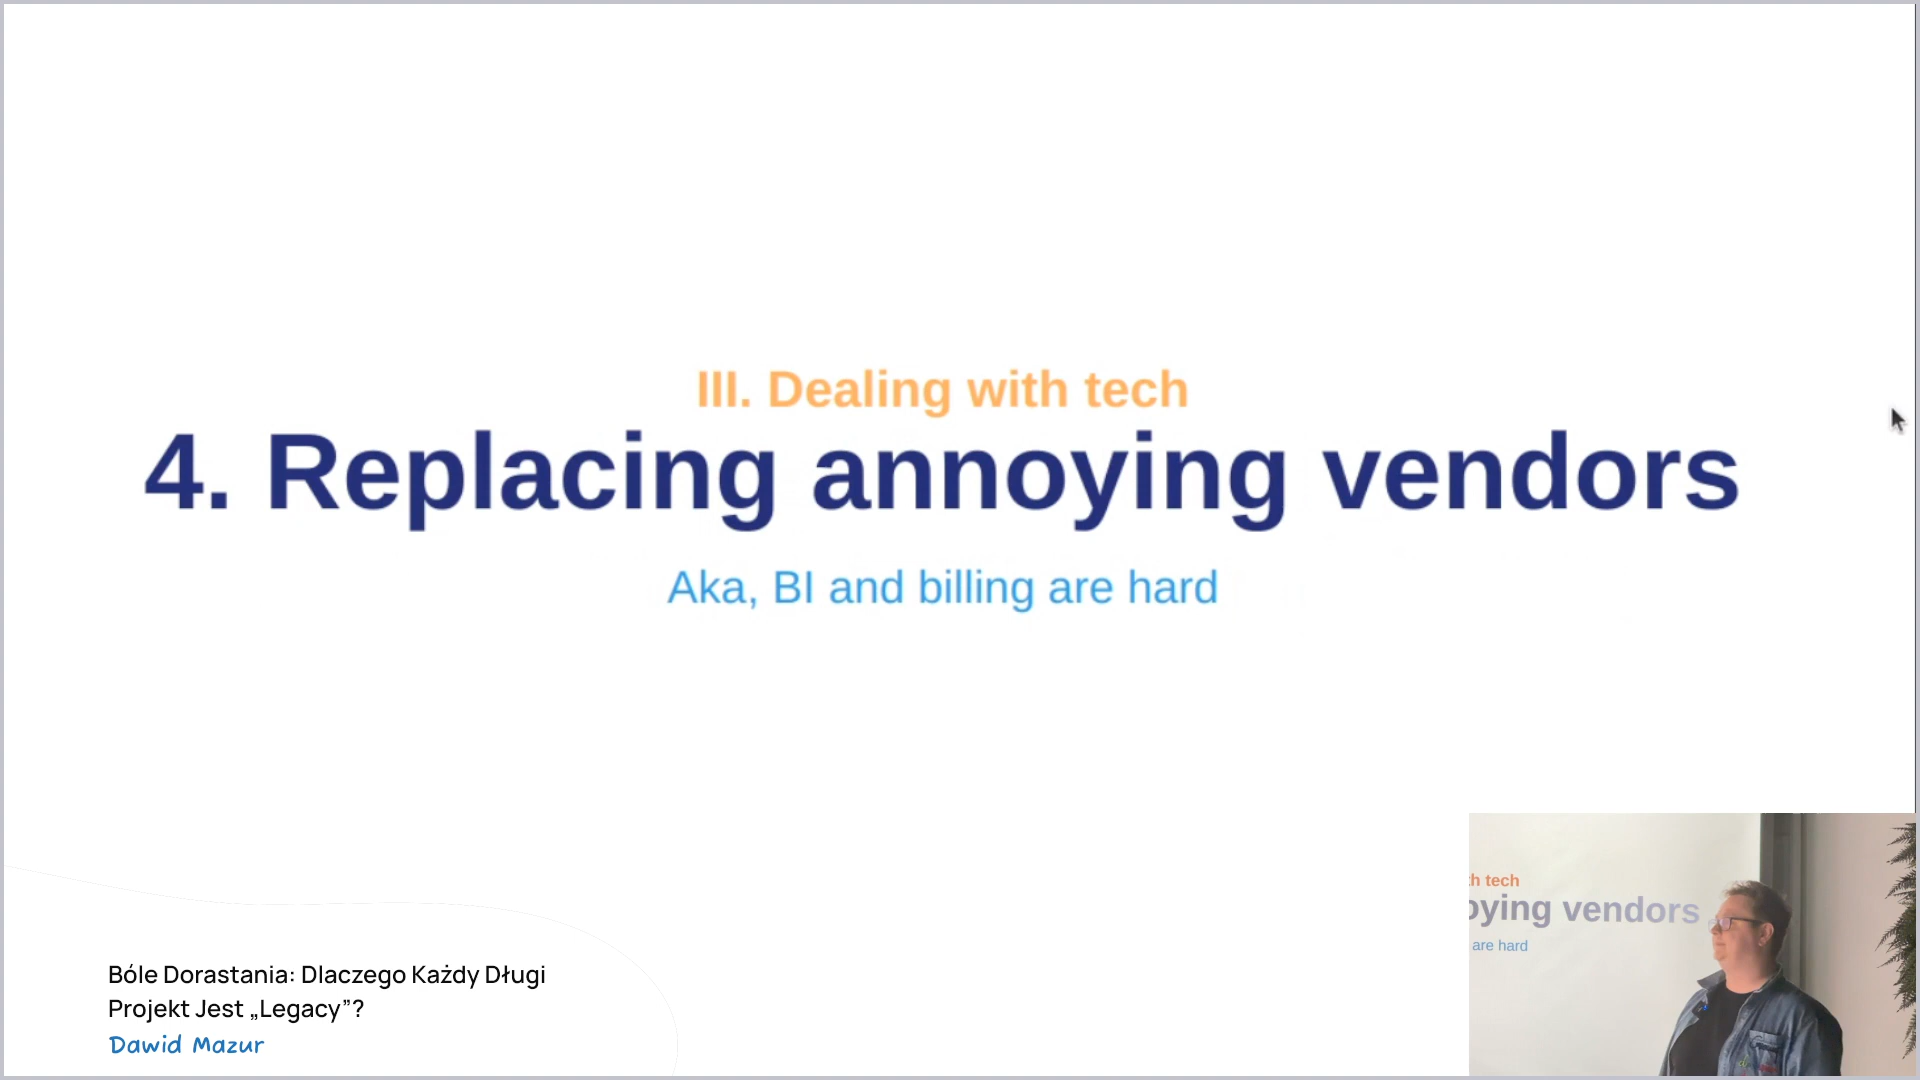 III. Dealing with tech
4. Replacing annoying vendors
Aka, BI and billing are hard
th tech
oying vendors
are hard
Bóle Dorastania: Dlaczego Każdy Długi
Projekt Jest „Legacy”?
Dawid Mazur